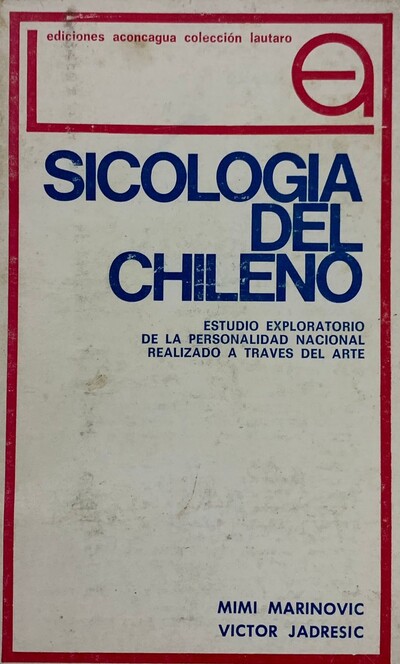 ediciones aconcagua colección lautaro
ea
SICOLOGIA
DEL
CHILENO
ESTUDIO EXPLORATORIO
DE LA PERSONALIDAD NACIONAL
REALIZADO A TRAVES DEL ARTE
MIMI MARINOVIC
VICTOR JADRESIC